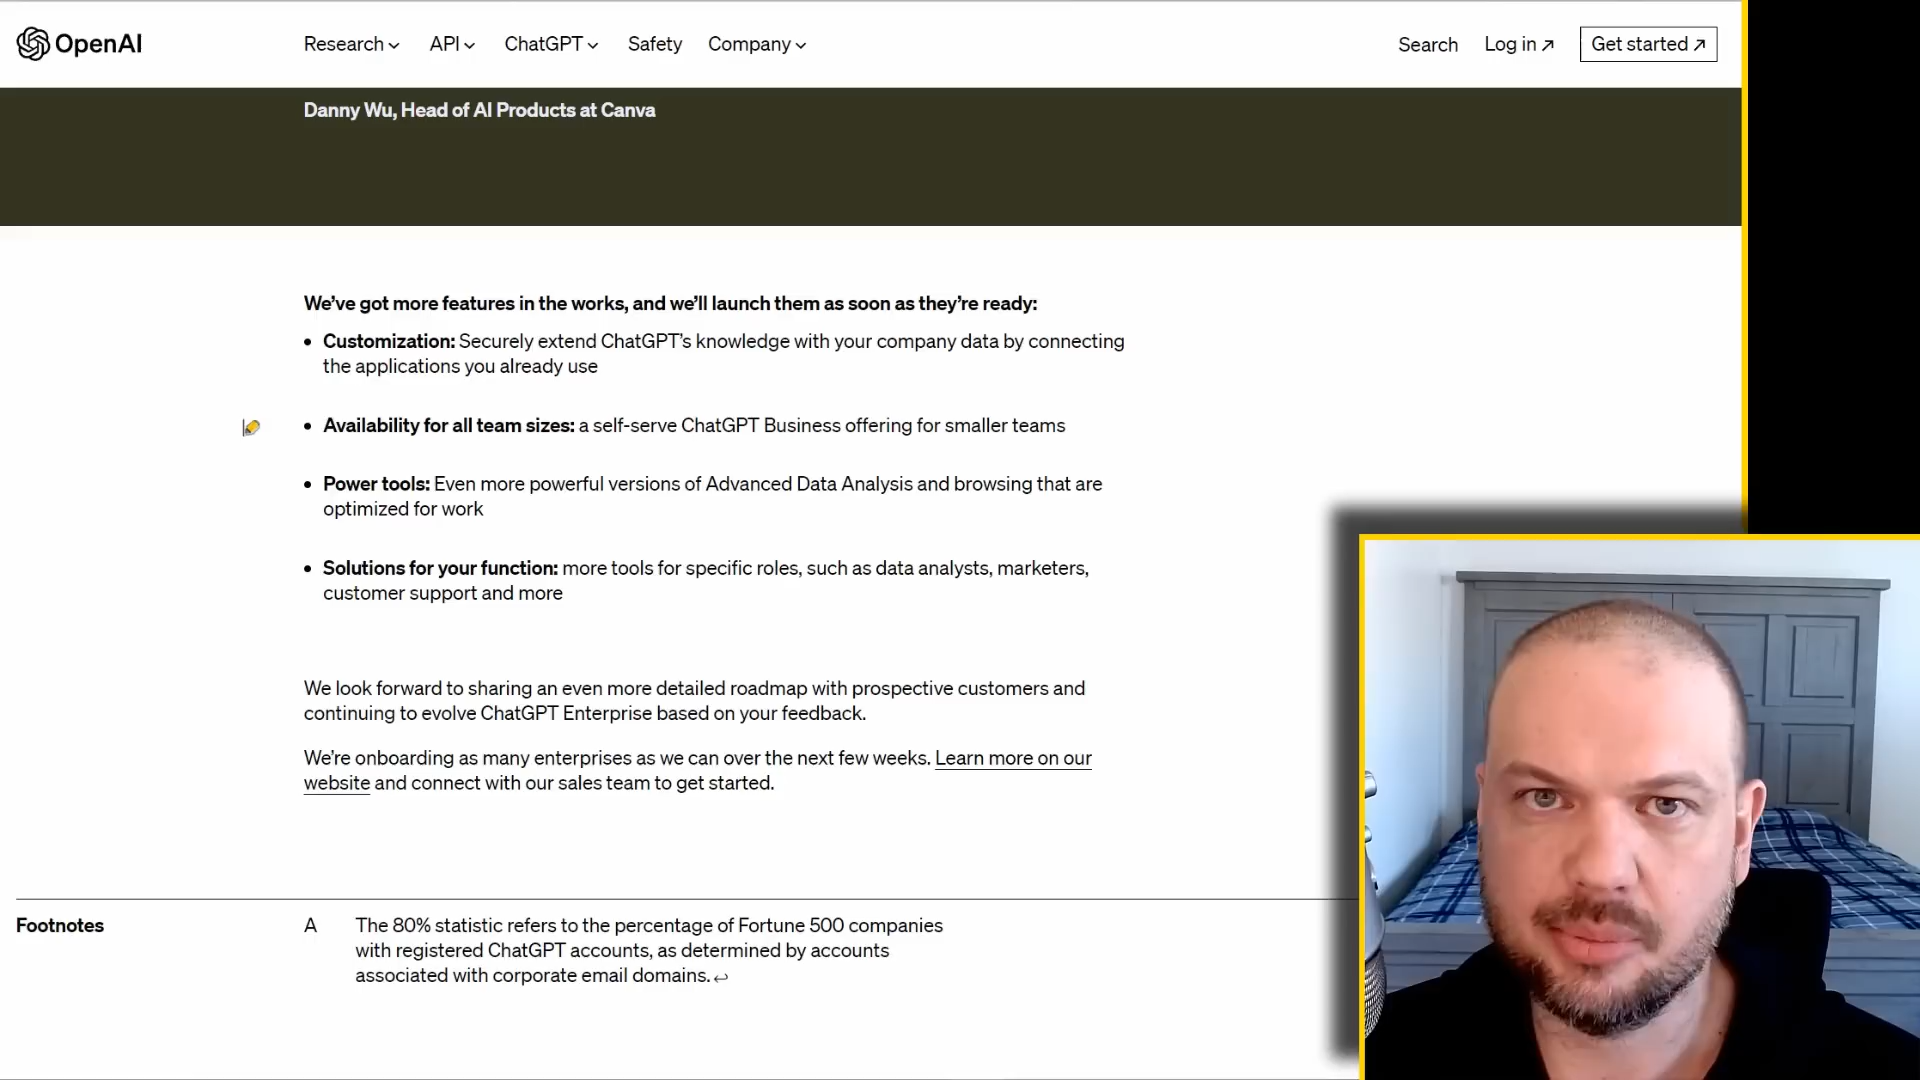 OpenAI
Research API ChatGPT Safety Company Search Log in ↗ Get started ↗
Danny Wu, Head of AI Products at Canva
We’ve got more features in the works, and we’ll launch them as soon as they’re ready:
• Customization: Securely extend ChatGPT’s knowledge with your company data by connecting
the applications you already use
• Availability for all team sizes: a self-serve ChatGPT Business offering for smaller teams
• Power tools: Even more powerful versions of Advanced Data Analysis and browsing that are
optimized for work
• Solutions for your function: more tools for specific roles, such as data analysts, marketers,
customer support and more
We look forward to sharing an even more detailed roadmap with prospective customers and
continuing to evolve ChatGPT Enterprise based on your feedback.
We’re onboarding as many enterprises as we can over the next few weeks. Learn more on our
website and connect with our sales team to get started.
Footnotes
A The 80% statistic refers to the percentage of Fortune 500 companies
with registered ChatGPT accounts, as determined by accounts
associated with corporate email domains. ↩